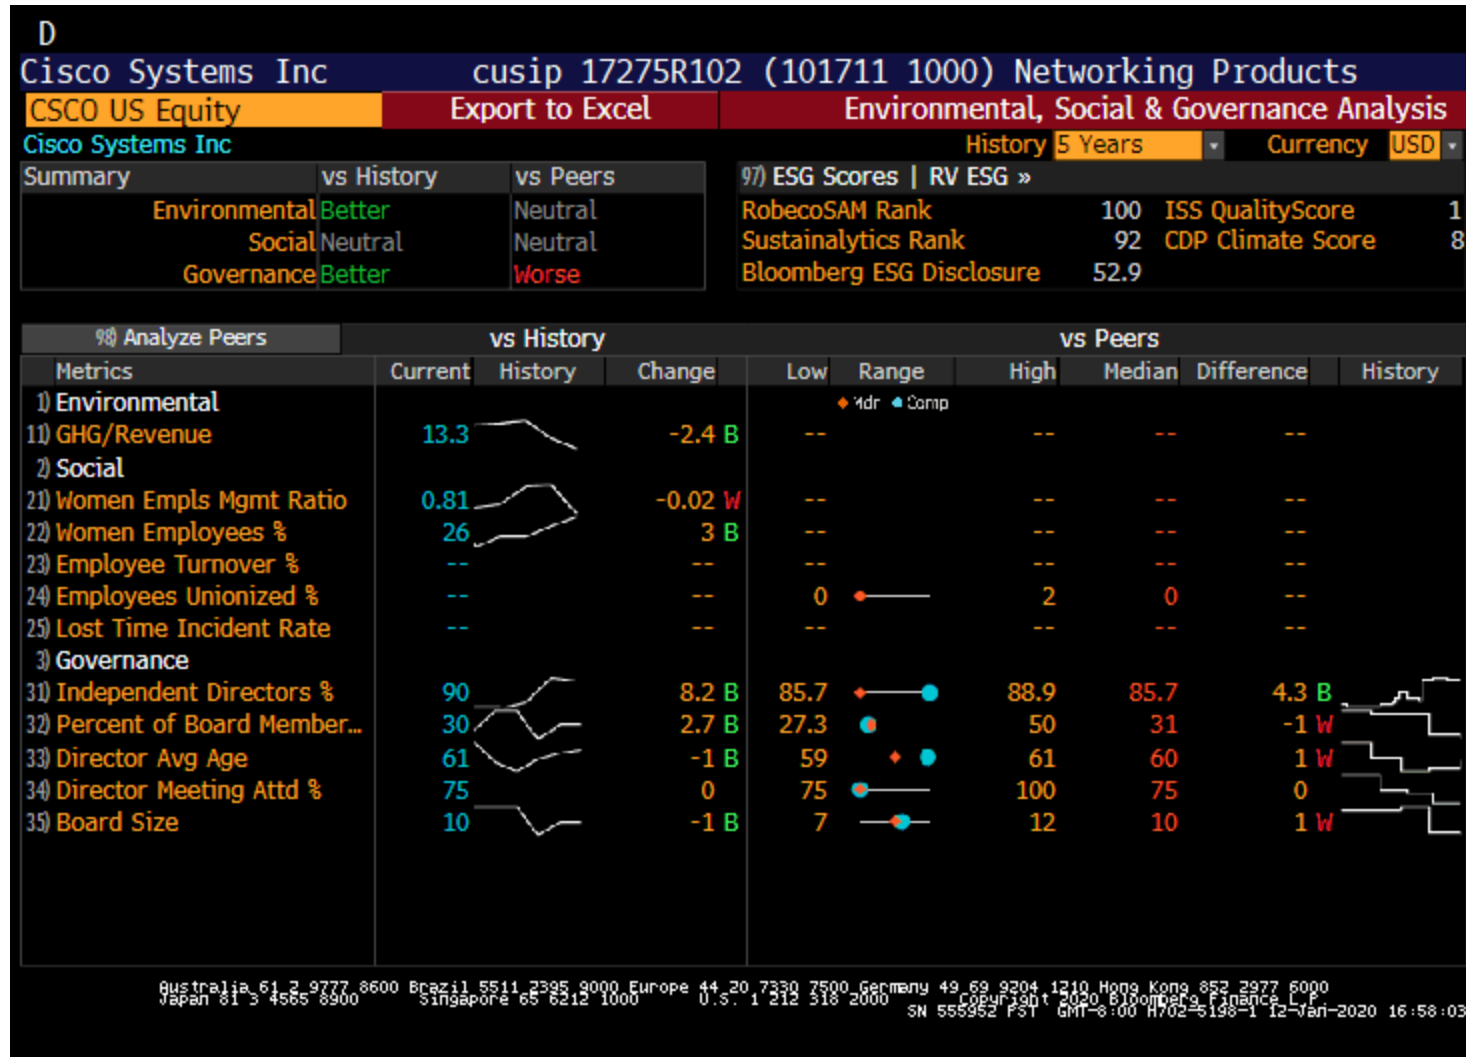 D
Cisco Systems Inc cusip 17275R102 (101711 1000) Networking Products
CSCO US Equity Export to Excel Environmental, Social & Governance Analysis
Cisco Systems Inc History 5 Years Currency USD
Summary vs History vs Peers 97) ESG Scores | RV ESG »
Environmental Better Neutral RobecoSAM Rank 100 ISS QualityScore 1
Social Neutral Neutral Sustainalytics Rank 92 CDP Climate Score 8
Governance Better Worse Bloomberg ESG Disclosure 52.9
98) Analyze Peers vs History vs Peers
Metrics Current History Change Low Range High Median Difference History
1) Environmental Mdn Comp
11) GHG/Revenue 13.3 -2.4 B -- -- -- --
2) Social
21) Women Empls Mgmt Ratio 0.81 -0.02 W -- -- -- --
22) Women Employees % 26 3 B -- -- -- --
23) Employee Turnover % -- -- -- -- -- --
24) Employees Unionized % -- -- 0 2 0 --
25) Lost Time Incident Rate -- -- -- -- -- --
3) Governance
31) Independent Directors % 90 8.2 B 85.7 88.9 85.7 4.3 B
32) Percent of Board Member... 30 2.7 B 27.3 50 31 -1 W
33) Director Avg Age 61 -1 B 59 61 60 1 W
34) Director Meeting Attd % 75 0 75 100 75 0
35) Board Size 10 -1 B 7 12 10 1 W
Australia 61 2 9777 8600 Brazil 5511 2395 9000 Europe 44 20 7330 7500 Germany 49 69 9204 1210 Hong Kong 852 2977 6000
Japan 81 3 4565 8900 Singapore 65 6212 1000 U.S. 1 212 318 2000 Copyright 2020 Bloomberg Finance L.P.
SN 555952 PST GMT-8:00 H702-5198-1 12-Jan-2020 16:58:03